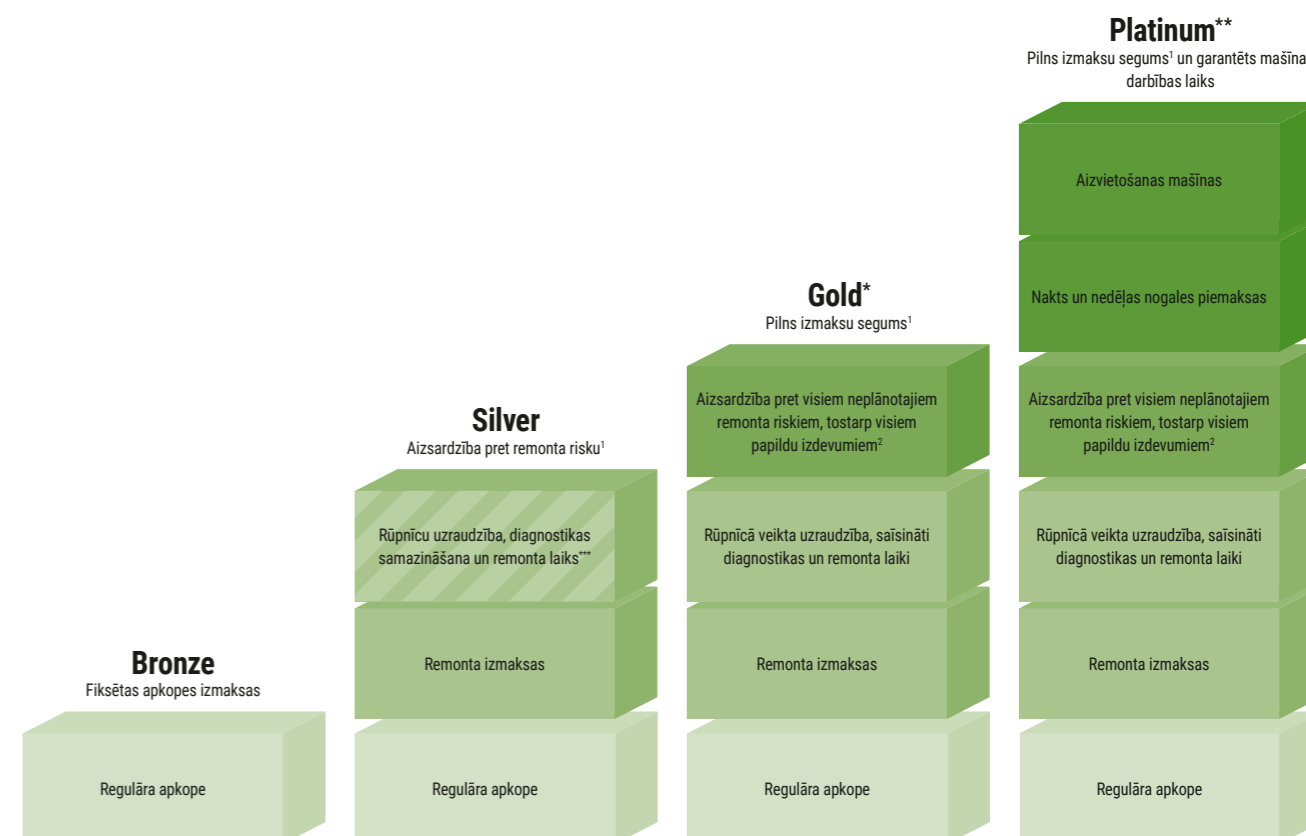 Platinum**
Pilns izmaksu segums¹ un garantēts mašīna
darbības laiks
Aizvietošanas mašīnas
Nakts un nedēļas nogales piemaksas
Aizsardzība pret visiem neplānotajiem
remonta riskiem, tostarp visiem
papildu izdevumiem²
Rūpnīcā veikta uzraudzība, saīsināti
diagnostikas un remonta laiki
Remonta izmaksas
Regulāra apkope
Gold*
Pilns izmaksu segums¹
Aizsardzība pret visiem neplānotajiem
remonta riskiem, tostarp visiem
papildu izdevumiem²
Rūpnīcā veikta uzraudzība, saīsināti
diagnostikas un remonta laiki
Remonta izmaksas
Regulāra apkope
Silver
Aizsardzība pret remonta risku¹
Rūpnīcu uzraudzība, diagnostikas
samazināšana un remonta laiks***
Remonta izmaksas
Regulāra apkope
Bronze
Fiksētas apkopes izmaksas
Regulāra apkope